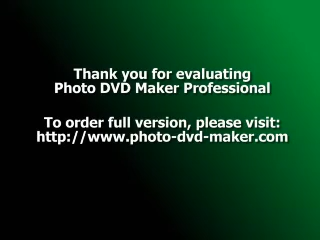 Thank you for evaluating
Photo DVD Maker Professional
To order full version, please visit:
http://www.photo-dvd-maker.com